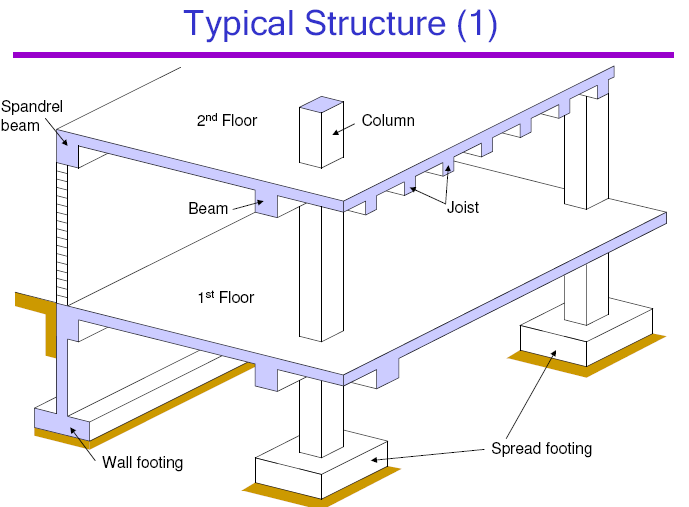 Typical Structure (1)
Spandrel
beam
2nd Floor
Column
Beam
Joist
1st Floor
Wall footing
Spread footing